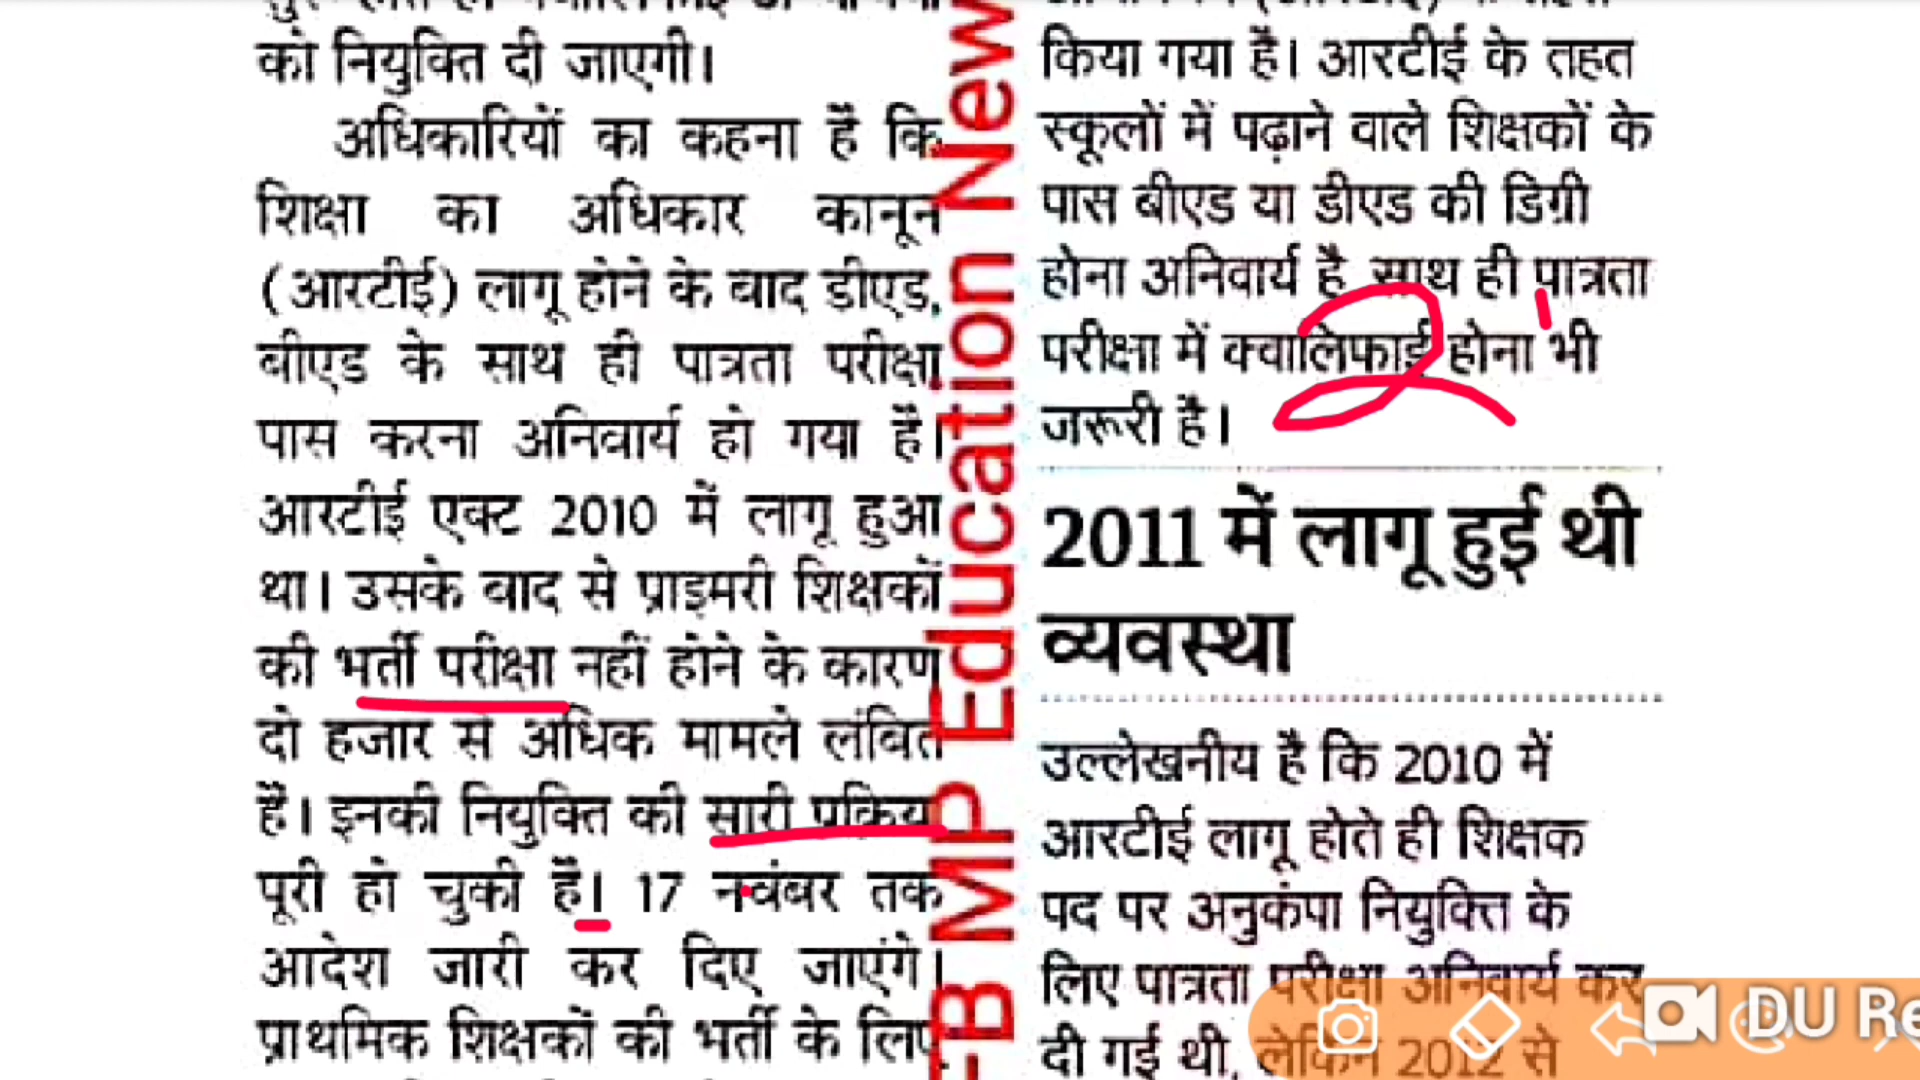 को नियुक्ति दी जाएगी।
अधिकारियों का कहना है कि
शिक्षा का अधिकार कानून
(आरटीई) लागू होने के बाद डीएड,
बीएड के साथ ही पात्रता परीक्षा
पास करना अनिवार्य हो गया है।
आरटीई एक्ट 2010 में लागू हुआ
था। उसके बाद से प्राइमरी शिक्षकों
की भर्ती परीक्षा नहीं होने के कारण
दो हजार से अधिक मामले लंबित
हैं। इनकी नियुक्ति की सारी प्रक्रिया
पूरी हो चुकी है। 17 नवंबर तक
आदेश जारी कर दिए जाएंगे।
प्राथमिक शिक्षकों की भर्ती के लिए
-B MP Education New
किया गया है। आरटीई के तहत
स्कूलों में पढ़ाने वाले शिक्षकों के
पास बीएड या डीएड की डिग्री
होना अनिवार्य है साथ ही पात्रता
परीक्षा में क्वालिफाई होना भी
जरूरी है।
2011 में लागू हुई थी
व्यवस्था
उल्लेखनीय है कि 2010 में
आरटीई लागू होते ही शिक्षक
पद पर अनुकंपा नियुक्ति के
लिए पात्रता परीक्षा अनिवार्य कर
दी गई थी, लेकिन 2012 से
DU Re